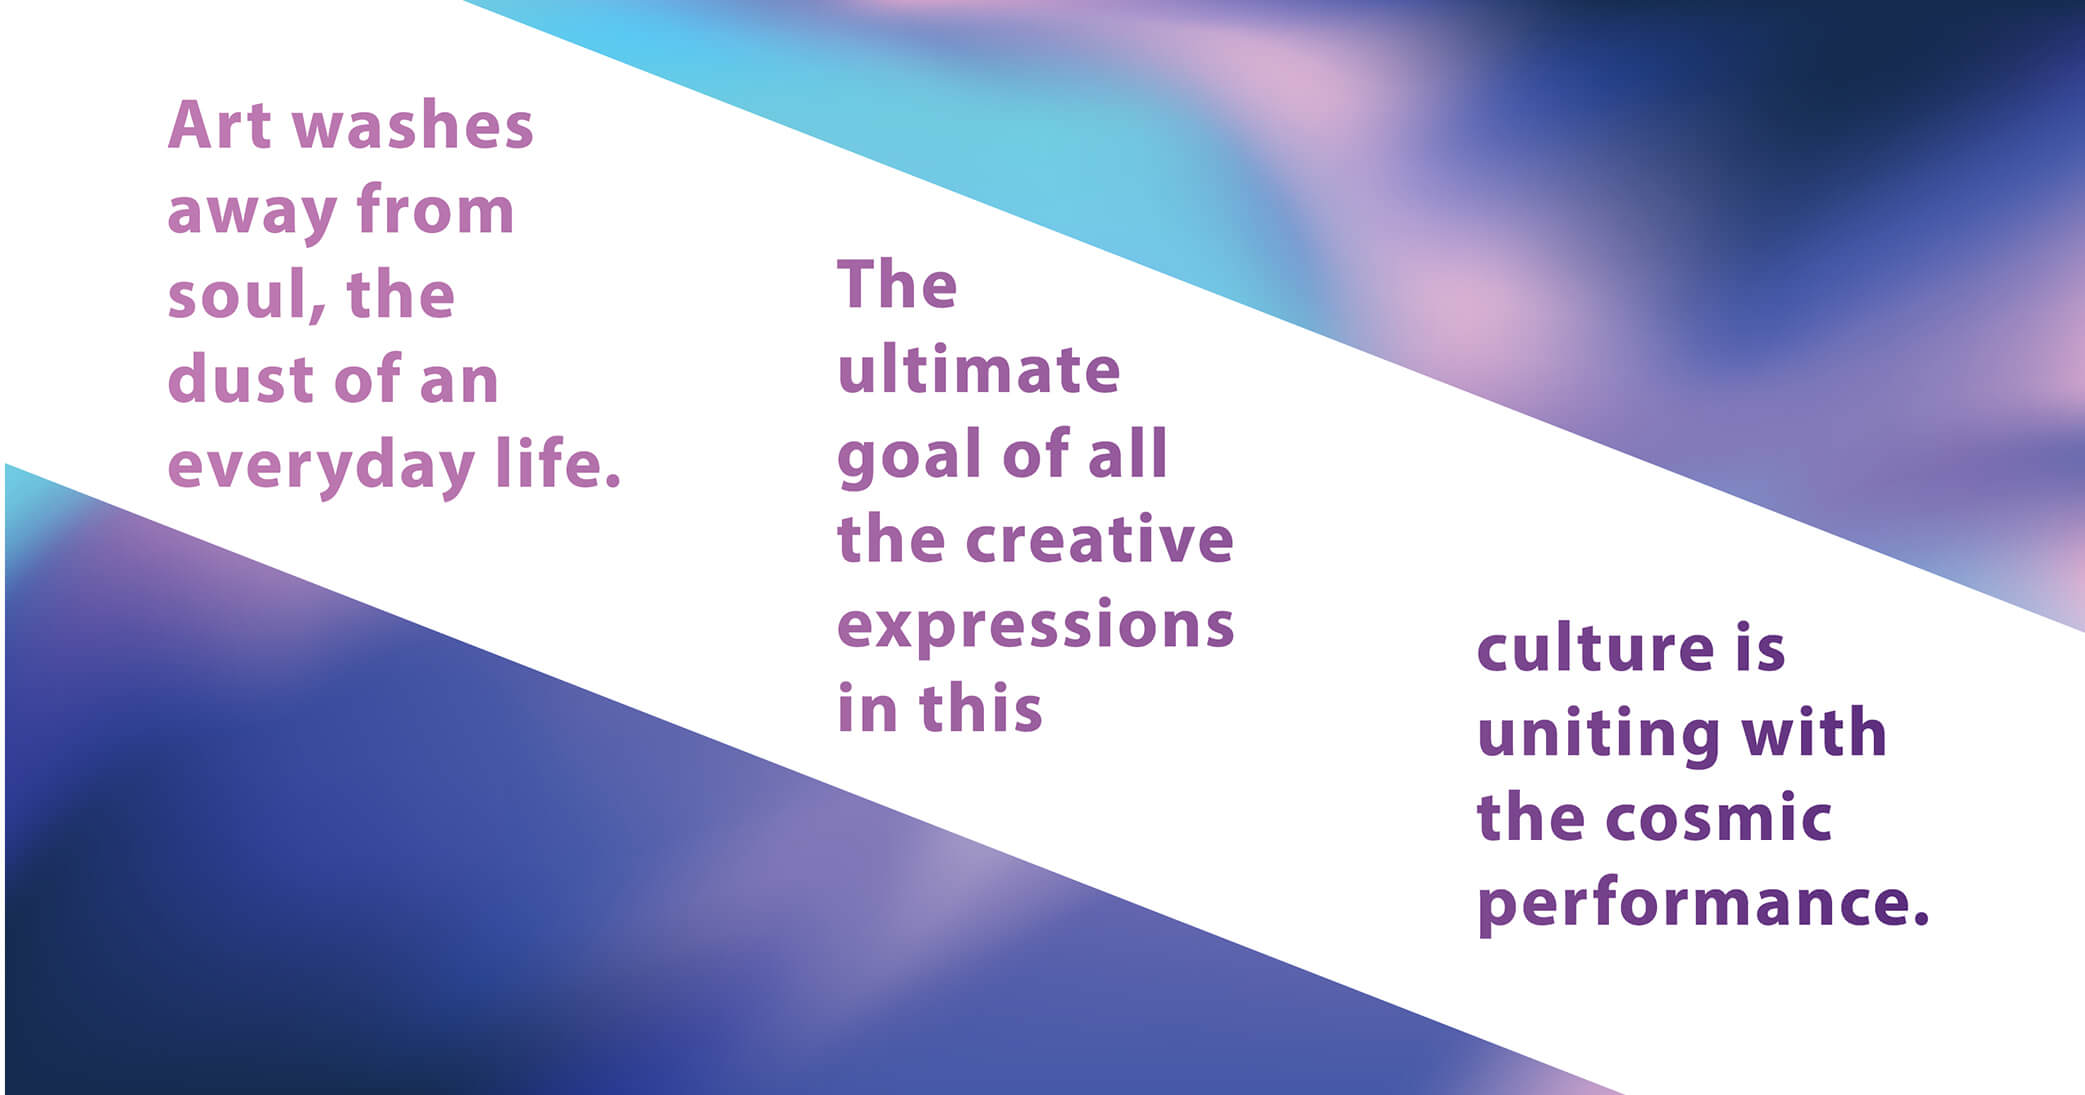 Art washes
away from
soul, the
dust of an
everyday life.
The
ultimate
goal of all
the creative
expressions
in this
culture is
uniting with
the cosmic
performance.